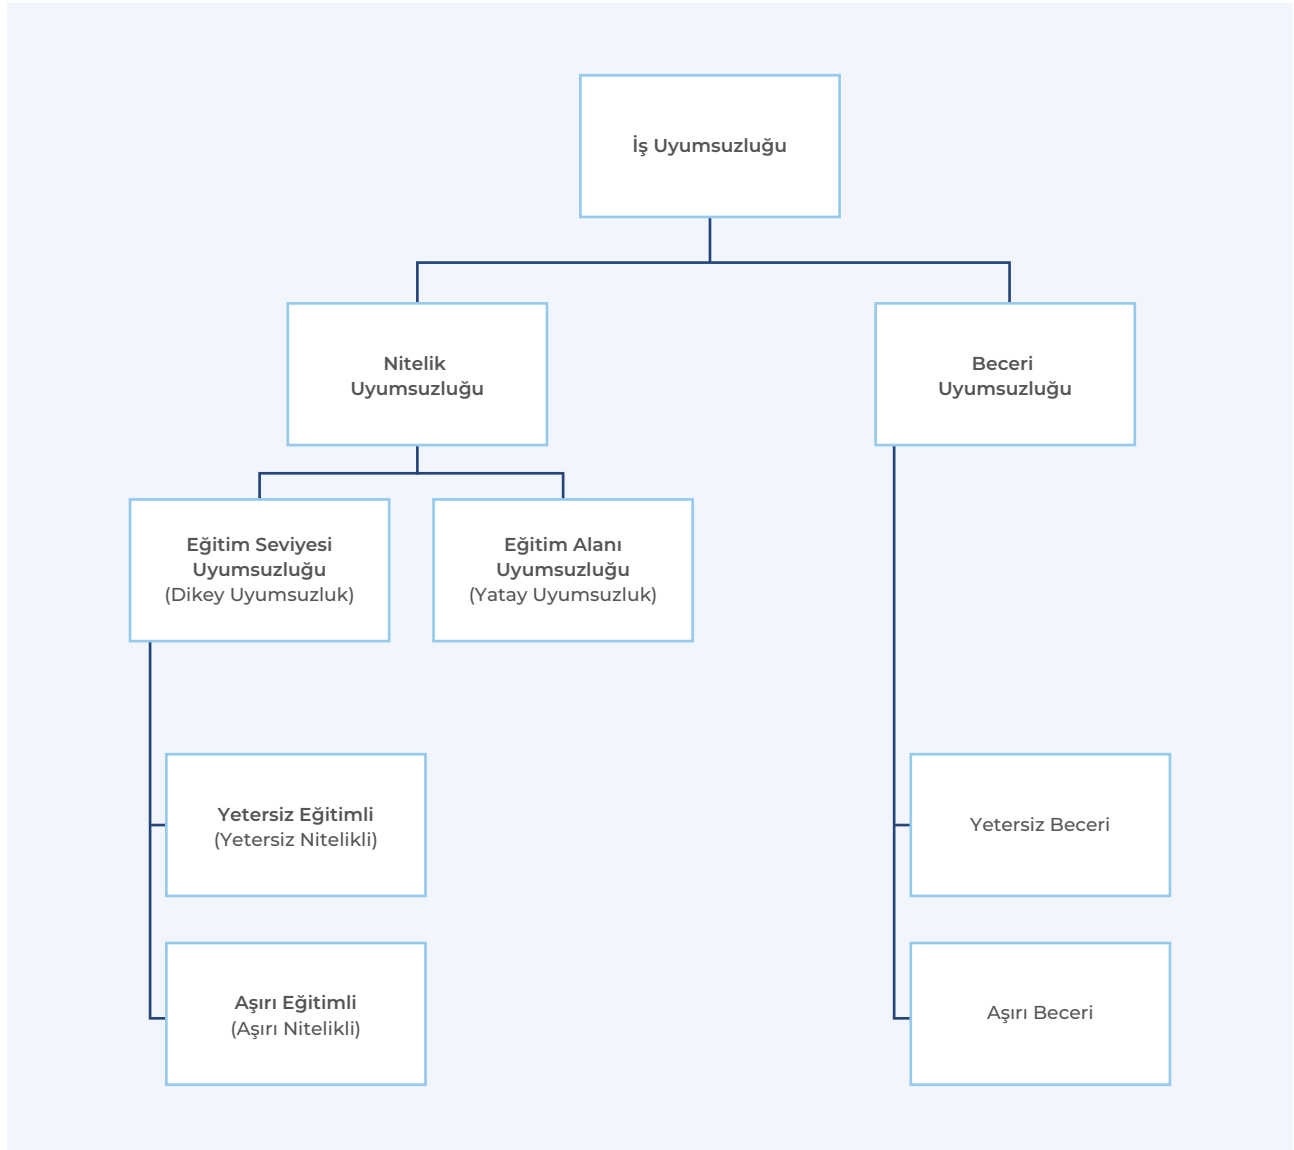 İş Uyumsuzluğu
Nitelik
Uyumsuzluğu
Beceri
Uyumsuzluğu
Eğitim Seviyesi
Uyumsuzluğu
(Dikey Uyumsuzluk)
Eğitim Alanı
Uyumsuzluğu
(Yatay Uyumsuzluk)
Yetersiz Eğitimli
(Yetersiz Nitelikli)
Yetersiz Beceri
Aşırı Eğitimli
(Aşırı Nitelikli)
Aşırı Beceri